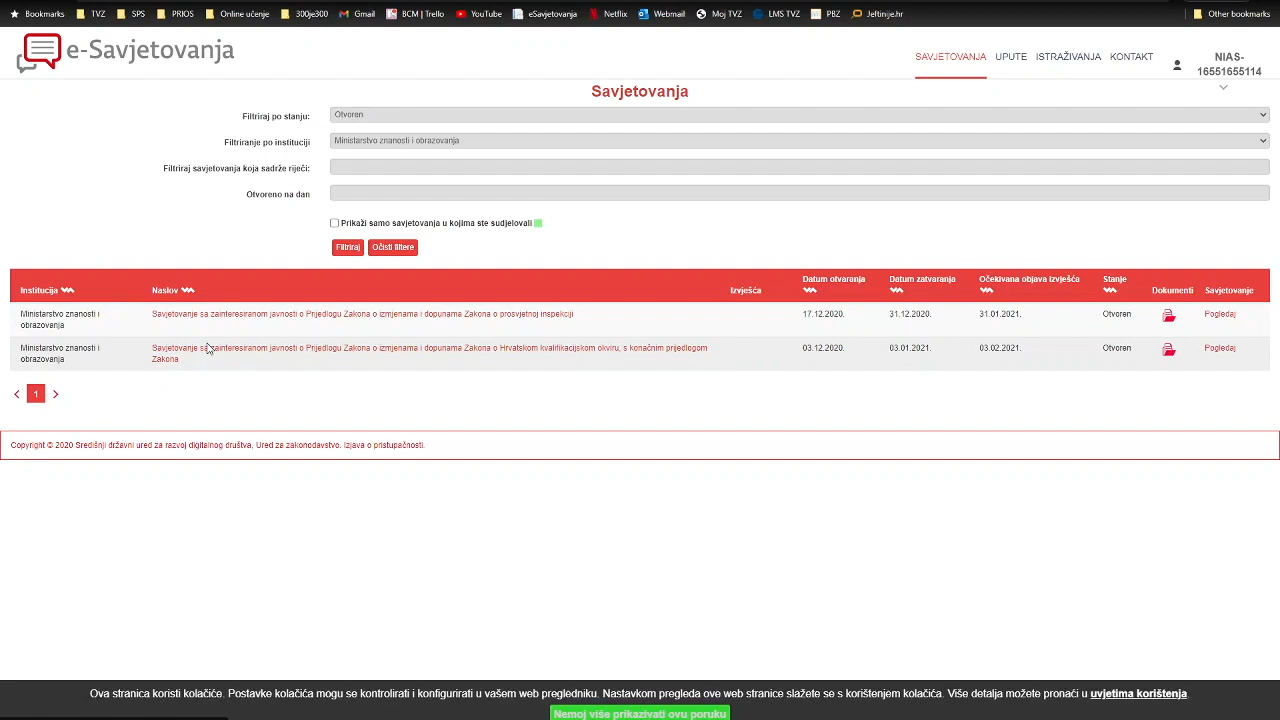 Bookmarks TZV SPS PRIOS Online učenje 300je300 Gmail BCM | Trello YouTube eSavjetovanja Netflix Webmail Moj TVZ LMS TVZ PBZ Jeftinije.hr Other bookmarks
e-Savjetovanja
SAVJETOVANJA UPUTE ISTRAŽIVANJA KONTAKT NIAS-16551655114
Savjetovanja
Filtriraj po stanju: Otvoren
Filtriranje po instituciji Ministarstvo znanosti i obrazovanja
Filtriraj savjetovanja koja sadrže riječi:
Otvoreno na dan
Prikaži samo savjetovanja u kojima ste sudjelovali
Filtriraj Očisti filtere
Institucija Naslov Izvješća Datum otvaranja Datum zatvaranja Očekivana objava izvješća Stanje Dokumenti Savjetovanje
Ministarstvo znanosti i obrazovanja Savjetovanje sa zainteresiranom javnosti o Prijedlogu Zakona o izmjenama i dopunama Zakona o prosvjetnoj inspekciji 17.12.2020. 31.12.2020. 31.01.2021. Otvoren Pogledaj
Ministarstvo znanosti i obrazovanja Savjetovanje sa zainteresiranom javnosti o Prijedlogu Zakona o izmjenama i dopunama Zakona o Hrvatskom kvalifikacijskom okviru, s konačnim prijedlogom Zakona 03.12.2020. 03.01.2021. 03.02.2021. Otvoren Pogledaj
1
Copyright © 2020 Središnji državni ured za razvoj digitalnog društva, Ured za zakonodavstvo. Izjava o pristupačnosti.
Ova stranica koristi kolačiće. Postavke kolačića mogu se kontrolirati i konfigurirati u vašem web pregledniku. Nastavkom pregleda ove web stranice slažete se s korištenjem kolačića. Više detalja možete pronaći u uvjetima korištenja.
Nemoj više prikazivati ovu poruku